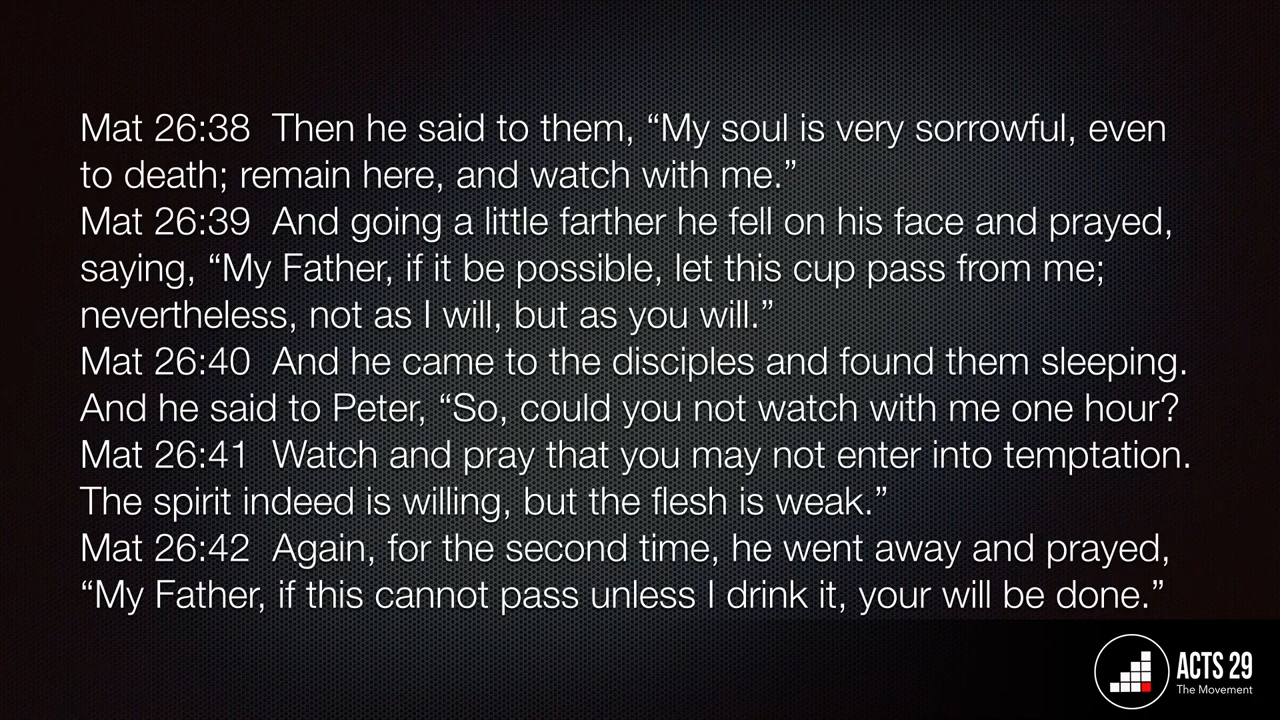 Mat 26:38  Then he said to them, “My soul is very sorrowful, even
to death; remain here, and watch with me.”
Mat 26:39  And going a little farther he fell on his face and prayed,
saying, “My Father, if it be possible, let this cup pass from me;
nevertheless, not as I will, but as you will.”
Mat 26:40  And he came to the disciples and found them sleeping.
And he said to Peter, “So, could you not watch with me one hour?
Mat 26:41  Watch and pray that you may not enter into temptation.
The spirit indeed is willing, but the flesh is weak.”
Mat 26:42  Again, for the second time, he went away and prayed,
“My Father, if this cannot pass unless I drink it, your will be done.”
ACTS 29
The Movement